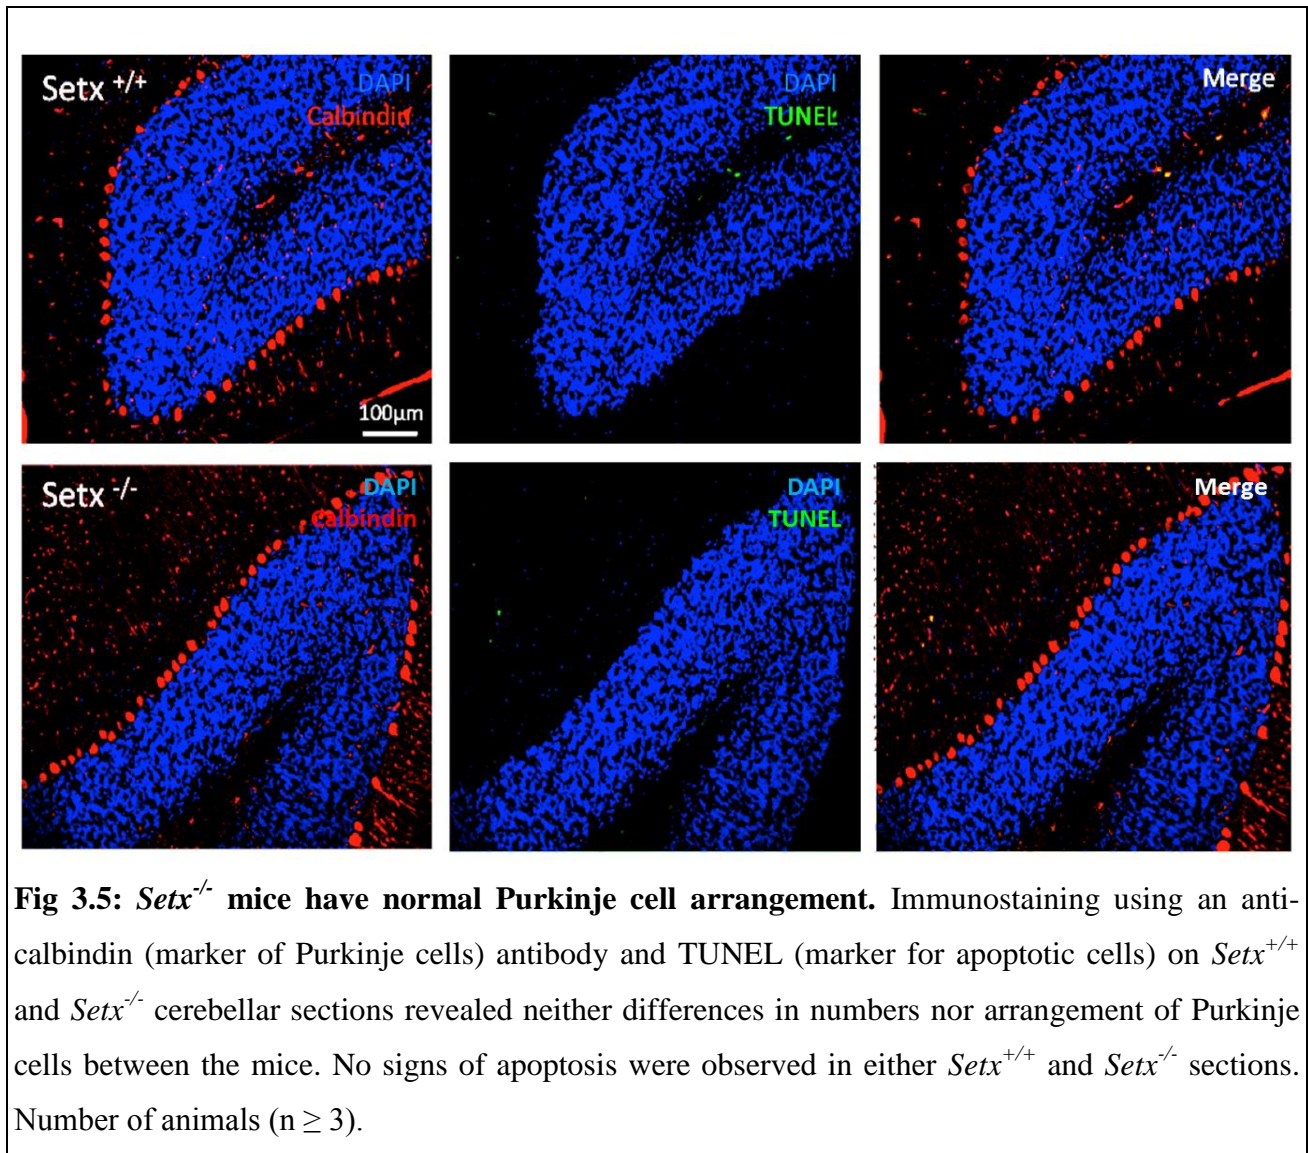 Setx +/+
DAPI
Calbindin
DAPI
TUNEL
Merge
100µm
Setx -/-
DAPI
Calbindin
DAPI
TUNEL
Merge
Fig 3.5: Setx-/- mice have normal Purkinje cell arrangement. Immunostaining using an anti-
calbindin (marker of Purkinje cells) antibody and TUNEL (marker for apoptotic cells) on Setx+/+
and Setx-/- cerebellar sections revealed neither differences in numbers nor arrangement of Purkinje
cells between the mice. No signs of apoptosis were observed in either Setx+/+ and Setx-/- sections.
Number of animals (n ≥ 3).